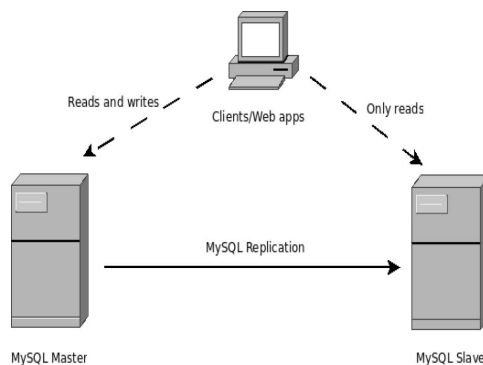 Reads and writes
Only reads
Clients/Web apps
MySQL Replication
MySQL Master
MySQL Slave